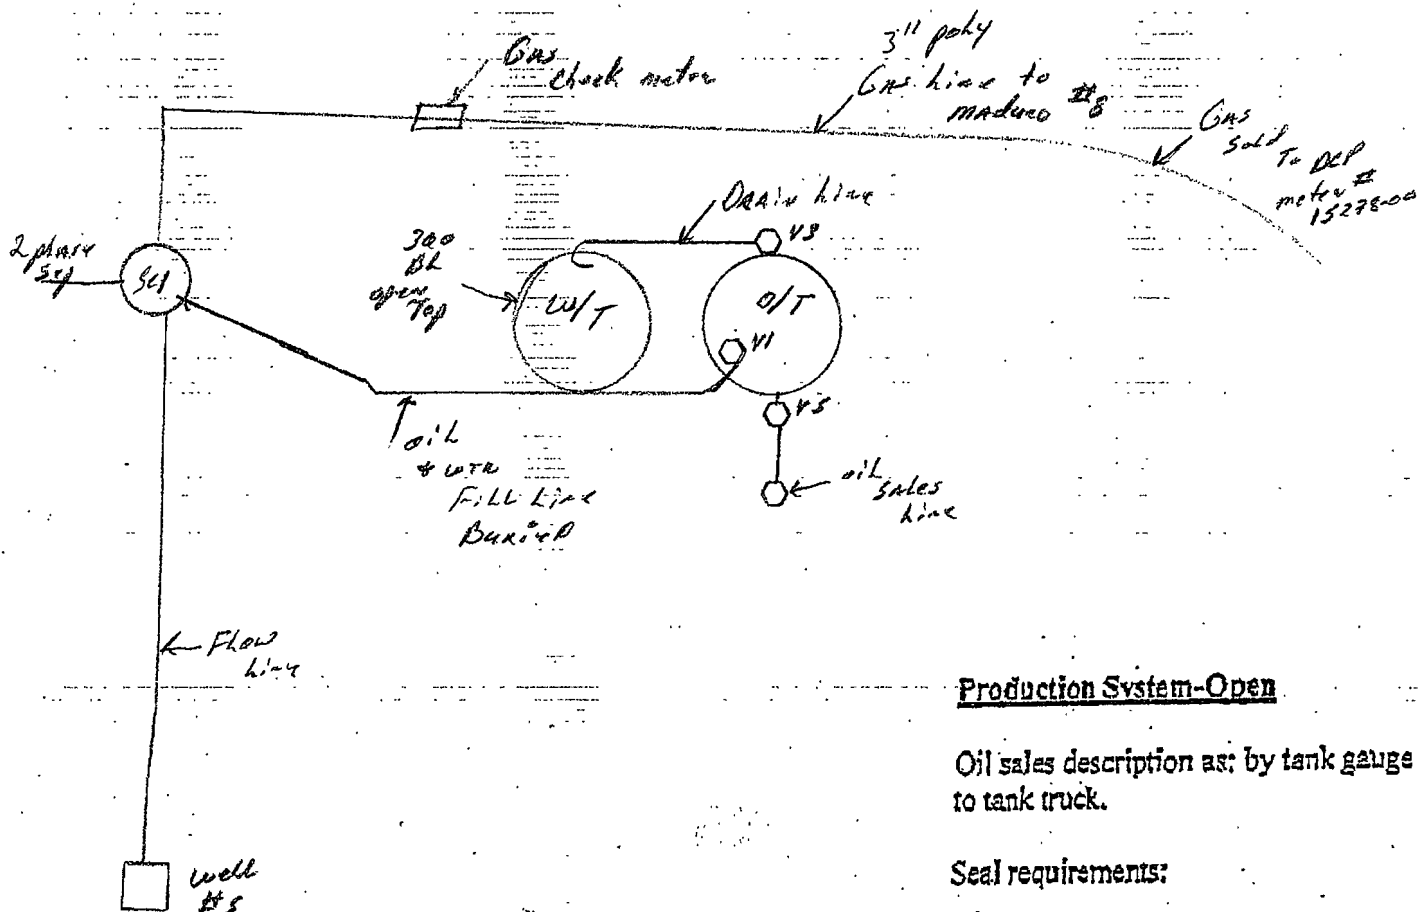 Gas
Check meter
3" poly
Gas Line to
maduro #8
Gas
Sold
To DCP
meter #
15278-00
Drain Line
V3
2 phase
Sep
Sep
300
BL
open
Top
W/T
O/T
V1
V5
oil
& WTR
Fill Line
Buried
oil
Sales
Line
Flow
Line
well
Production System-Open
Oil sales description as: by tank gauge
to tank truck.
Seal requirements: